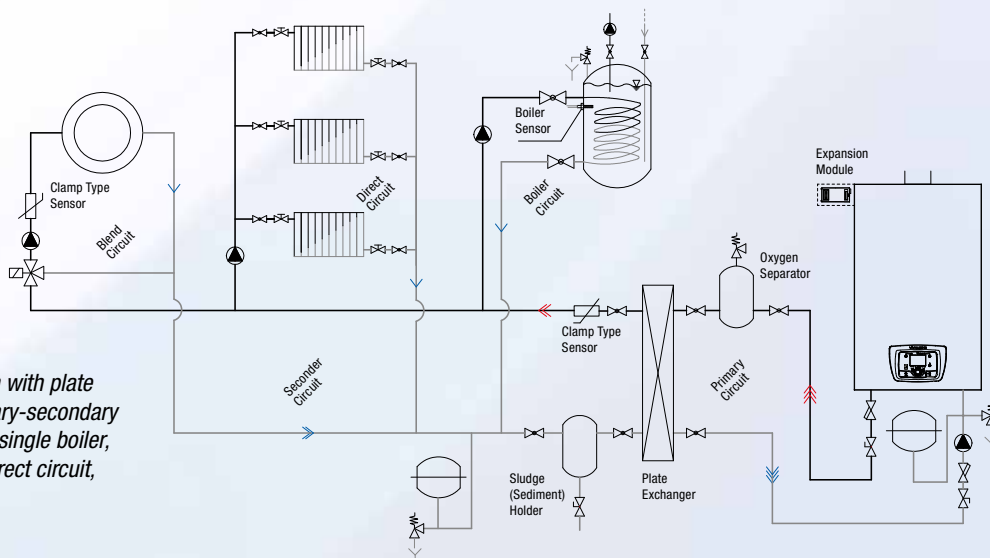 Clamp Type
Sensor
Blend
Circuit
Direct
Circuit
Boiler
Sensor
Boiler
Circuit
Expansion
Module
Oxygen
Separator
Clamp Type
Sensor
Seconder
Circuit
Primary
Circuit
with plate
ary-secondary
single boiler,
rect circuit,
Sludge
(Sediment)
Holder
Plate
Exchanger